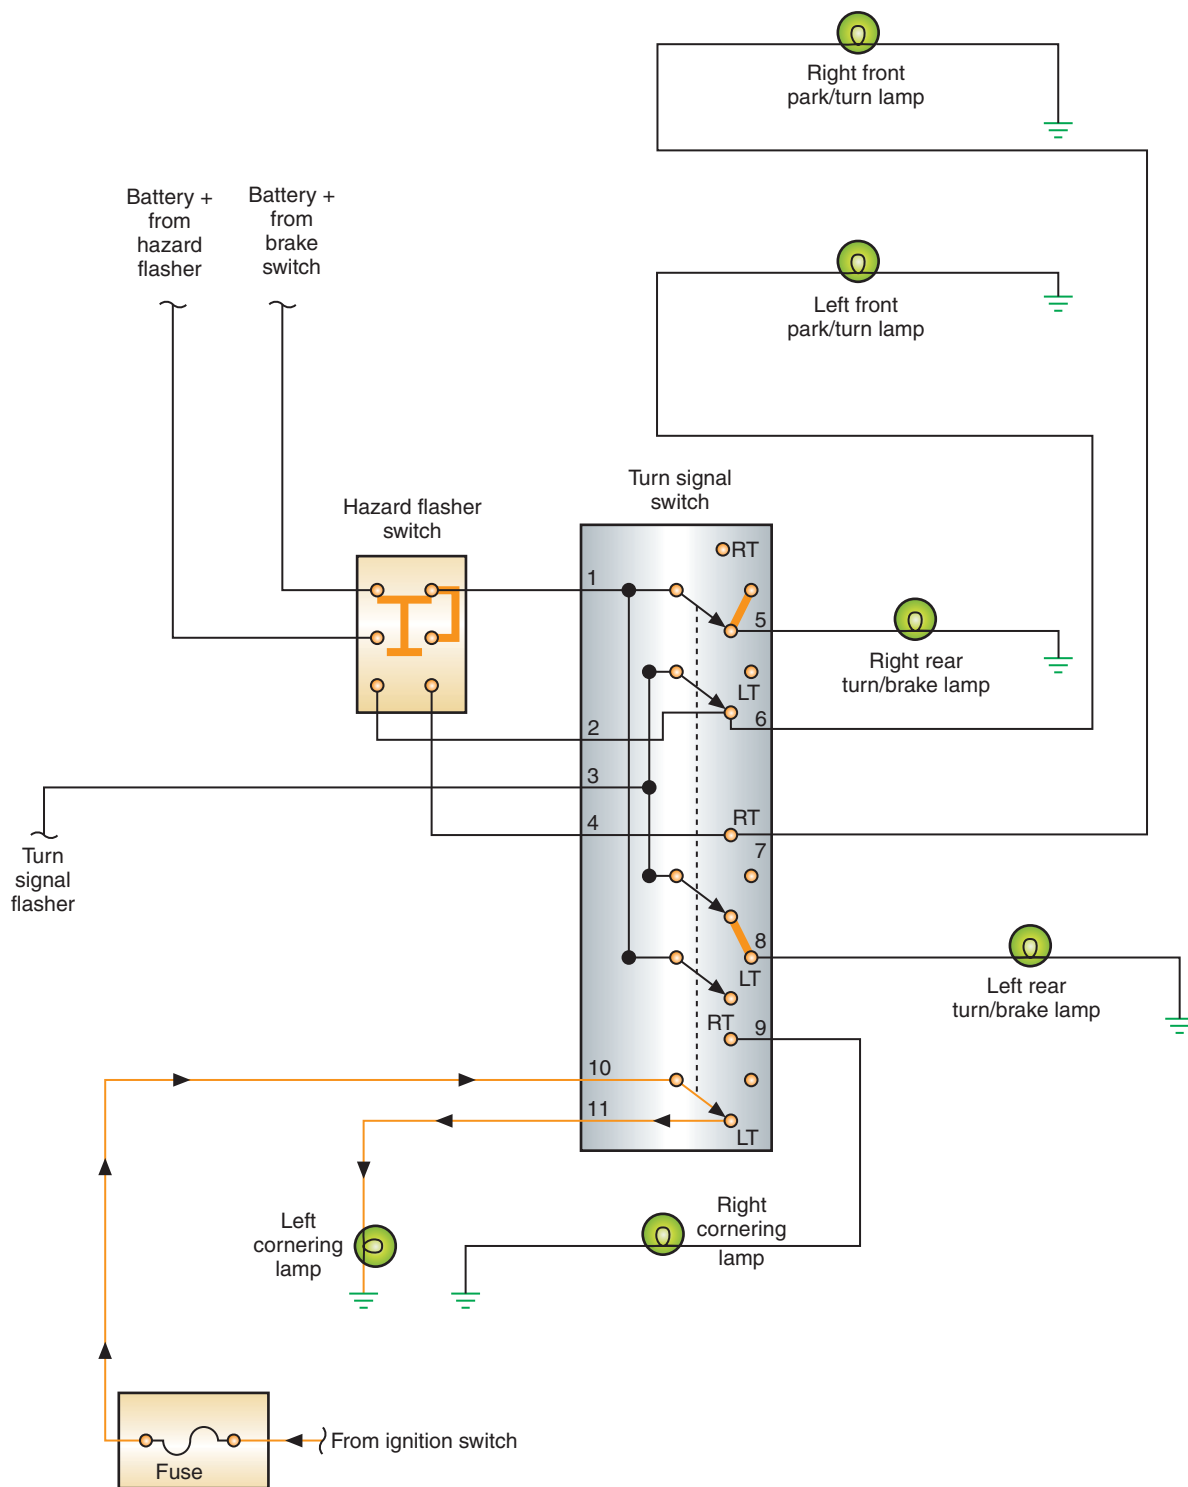 Right front
park/turn lamp
Battery +
from
hazard
flasher
Battery +
from
brake
switch
Left front
park/turn lamp
Turn signal
switch
Hazard flasher
switch
RT
1
5
Right rear
turn/brake lamp
LT
6
2
3
4
RT
7
Turn
signal
flasher
8
LT
Left rear
turn/brake lamp
RT
9
10
11
LT
Left
cornering
lamp
Right
cornering
lamp
From ignition switch
Fuse